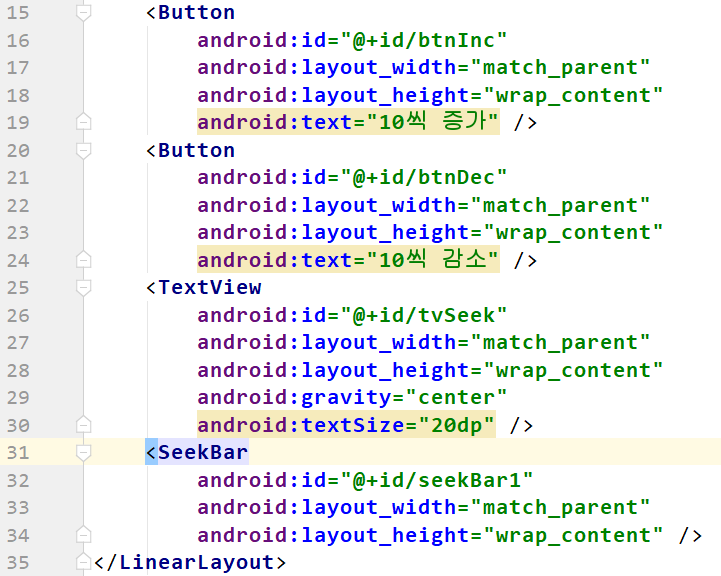 15 <Button
16 android:id="@+id/btnInc"
17 android:layout_width="match_parent"
18 android:layout_height="wrap_content"
19 android:text="10씩 증가" />
20 <Button
21 android:id="@+id/btnDec"
22 android:layout_width="match_parent"
23 android:layout_height="wrap_content"
24 android:text="10씩 감소" />
25 <TextView
26 android:id="@+id/tvSeek"
27 android:layout_width="match_parent"
28 android:layout_height="wrap_content"
29 android:gravity="center"
30 android:textSize="20dp" />
31 <SeekBar
32 android:id="@+id/seekBar1"
33 android:layout_width="match_parent"
34 android:layout_height="wrap_content" />
35 </LinearLayout>